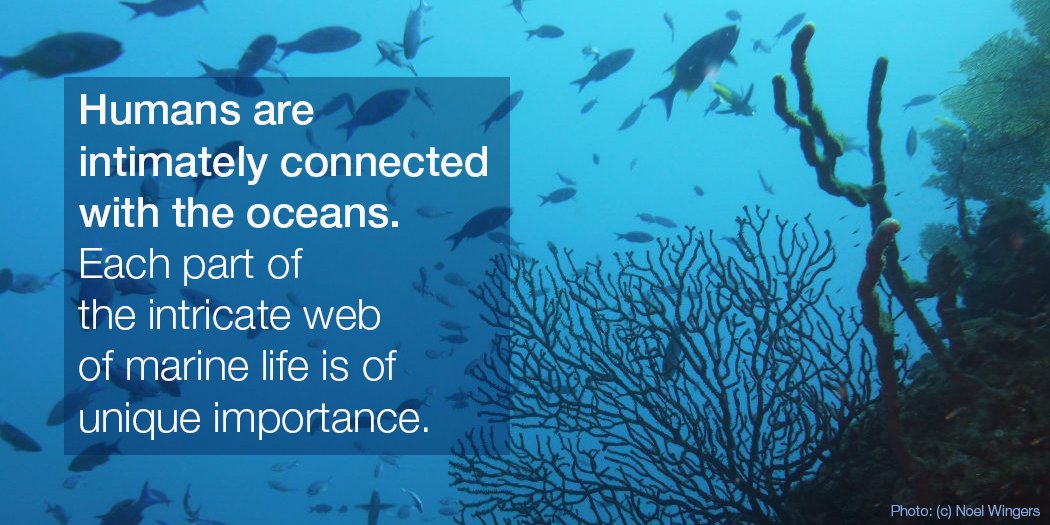 Humans are
intimately connected
with the oceans.
Each part of
the intricate web
of marine life is of
unique importance.
Photo: (c) Noel Wingers